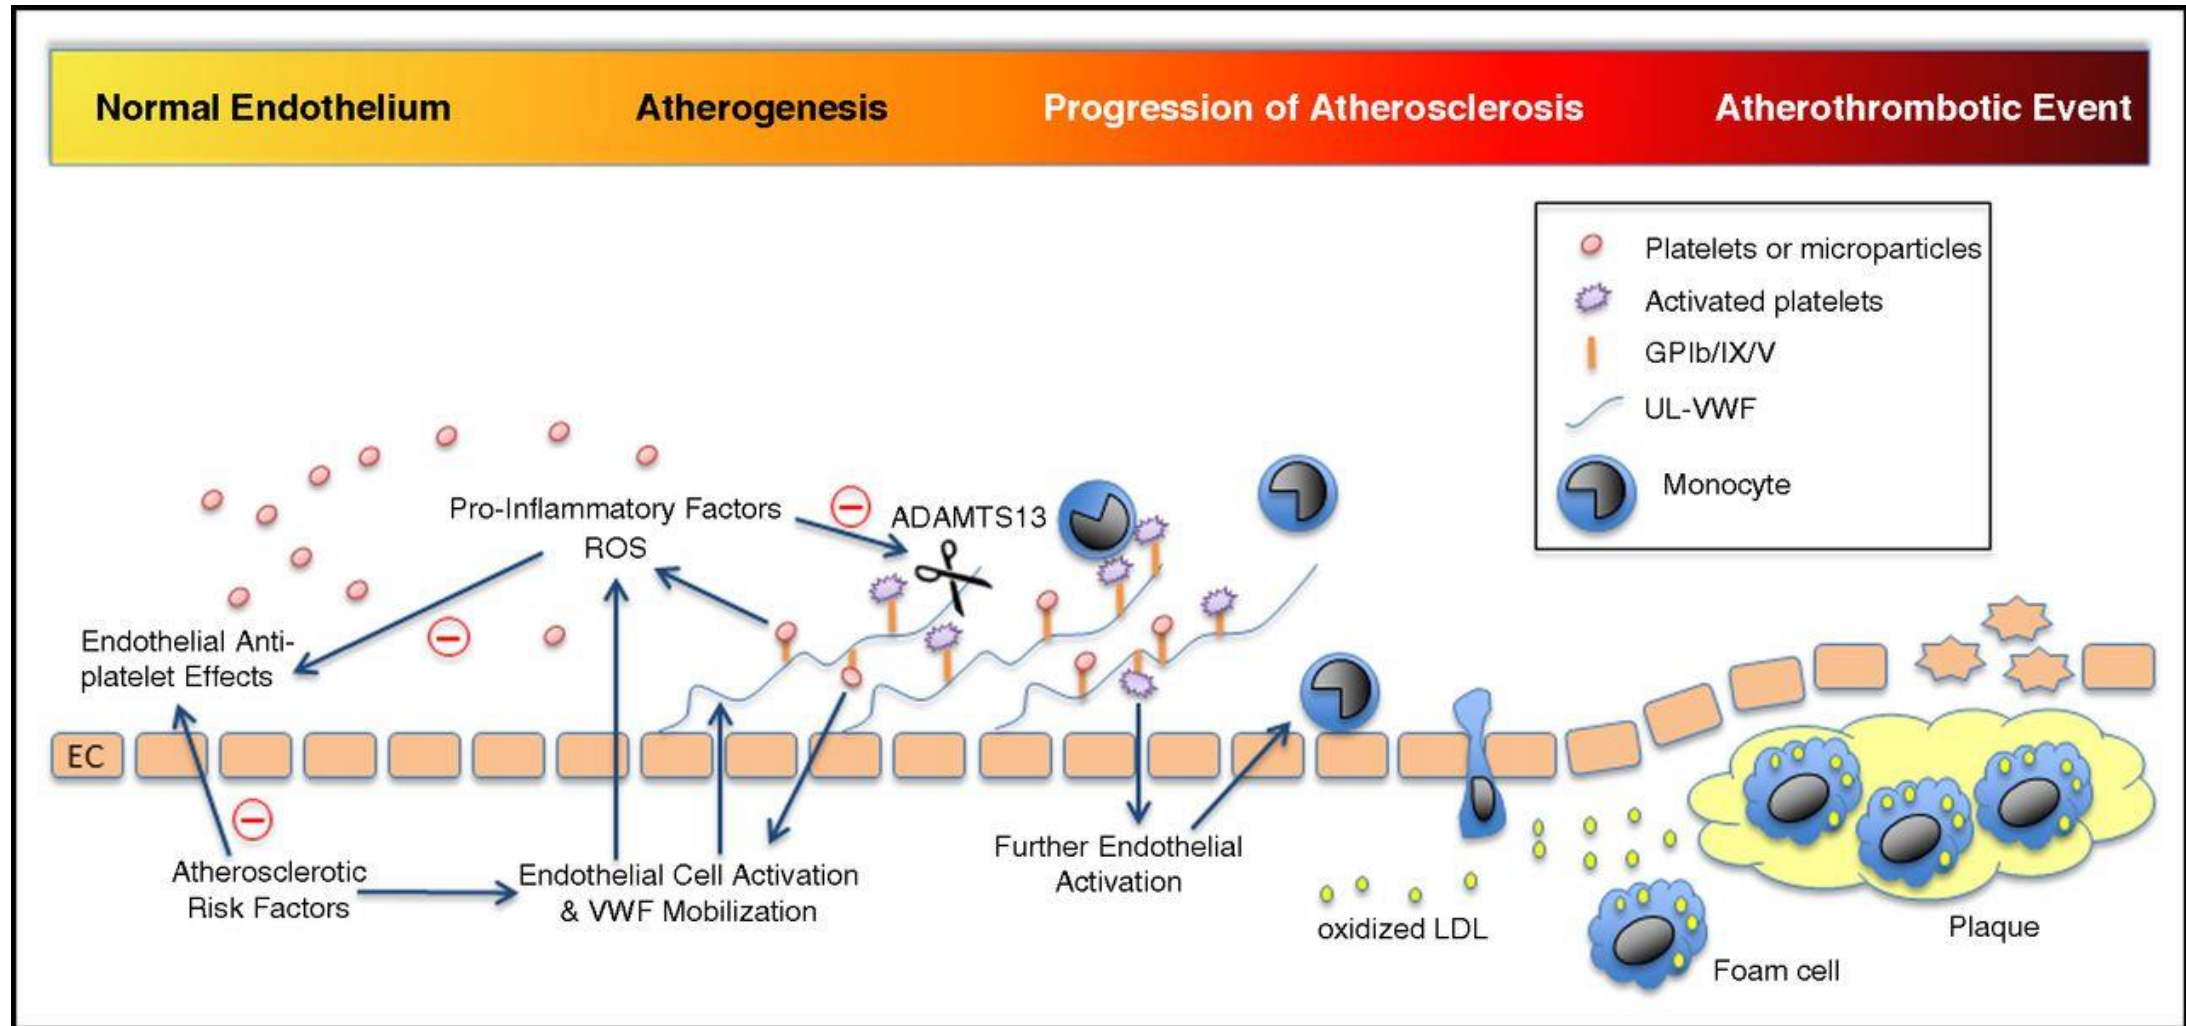 Normal Endothelium
Atherogenesis
Progression of Atherosclerosis
Atherothrombotic Event
Platelets or microparticles
Activated platelets
GPIb/IX/V
UL-VWF
Monocyte
Pro-Inflammatory Factors
ROS
ADAMTS13
Endothelial Anti-
platelet Effects
EC
Atherosclerotic
Risk Factors
Endothelial Cell Activation
& VWF Mobilization
Further Endothelial
Activation
oxidized LDL
Foam cell
Plaque